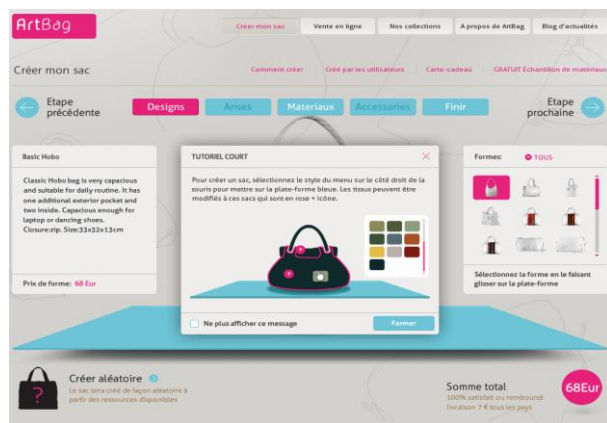 ArtBag
Créer mon sac
Vente en ligne
Nos collections
A propos de ArtBag
Blog d'actualités
Créer mon sac
Comment créer
Créé par les utilisateurs
Carte-cadeau
GRATUIT Échantillon de matériaux
Etape
précédente
Designs
Anses
Materiaux
Accessories
Finir
Etape
prochaine
Basic Hobo
Classic Hobo bag is very capacious
and suitable for daily routine. It has
one additional exterior pocket and
two inside. Capacious enough for
laptop or dancing shoes.
Closure:zip. Size:33x32x13cm
Prix de forme: 68 Eur
TUTORIEL COURT
Pour créer un sac, sélectionnez le style du menu sur le côté droit de la
souris pour mettre sur la plate-forme bleue. Les tissus peuvent être
modifiés à ces sacs qui sont en rose + icône.
Ne plus afficher ce message
Fermer
Formes:
TOUS
Sélectionnez la forme en le faisant
glisser sur la plate-forme
?
Créer aléatoire
Le sac sera créé de façon aléatoire à
partir des ressources disponibles
Somme total
100% satisfait ou remboursé
livraison 7 € tous les pays
68Eur